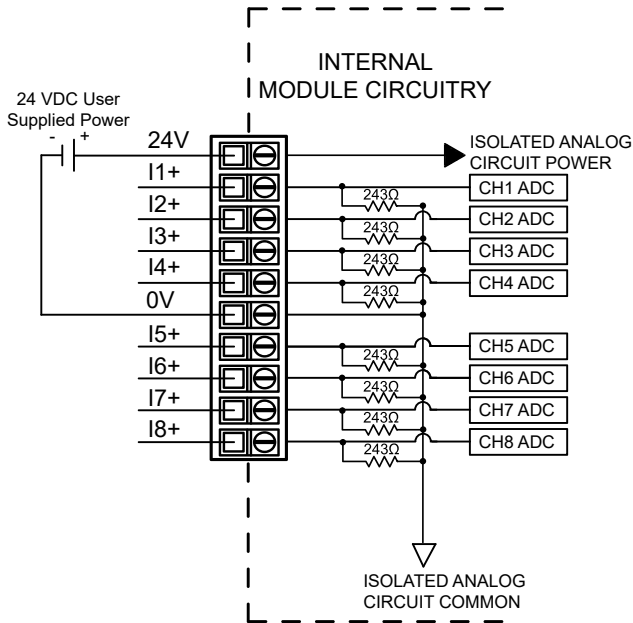 INTERNAL
MODULE CIRCUITRY
24 VDC User
Supplied Power
- +
24V
ISOLATED ANALOG
CIRCUIT POWER
I1+
243Ω
CH1 ADC
I2+
243Ω
CH2 ADC
I3+
243Ω
CH3 ADC
I4+
243Ω
CH4 ADC
0V
I5+
243Ω
CH5 ADC
I6+
243Ω
CH6 ADC
I7+
243Ω
CH7 ADC
I8+
243Ω
CH8 ADC
ISOLATED ANALOG
CIRCUIT COMMON